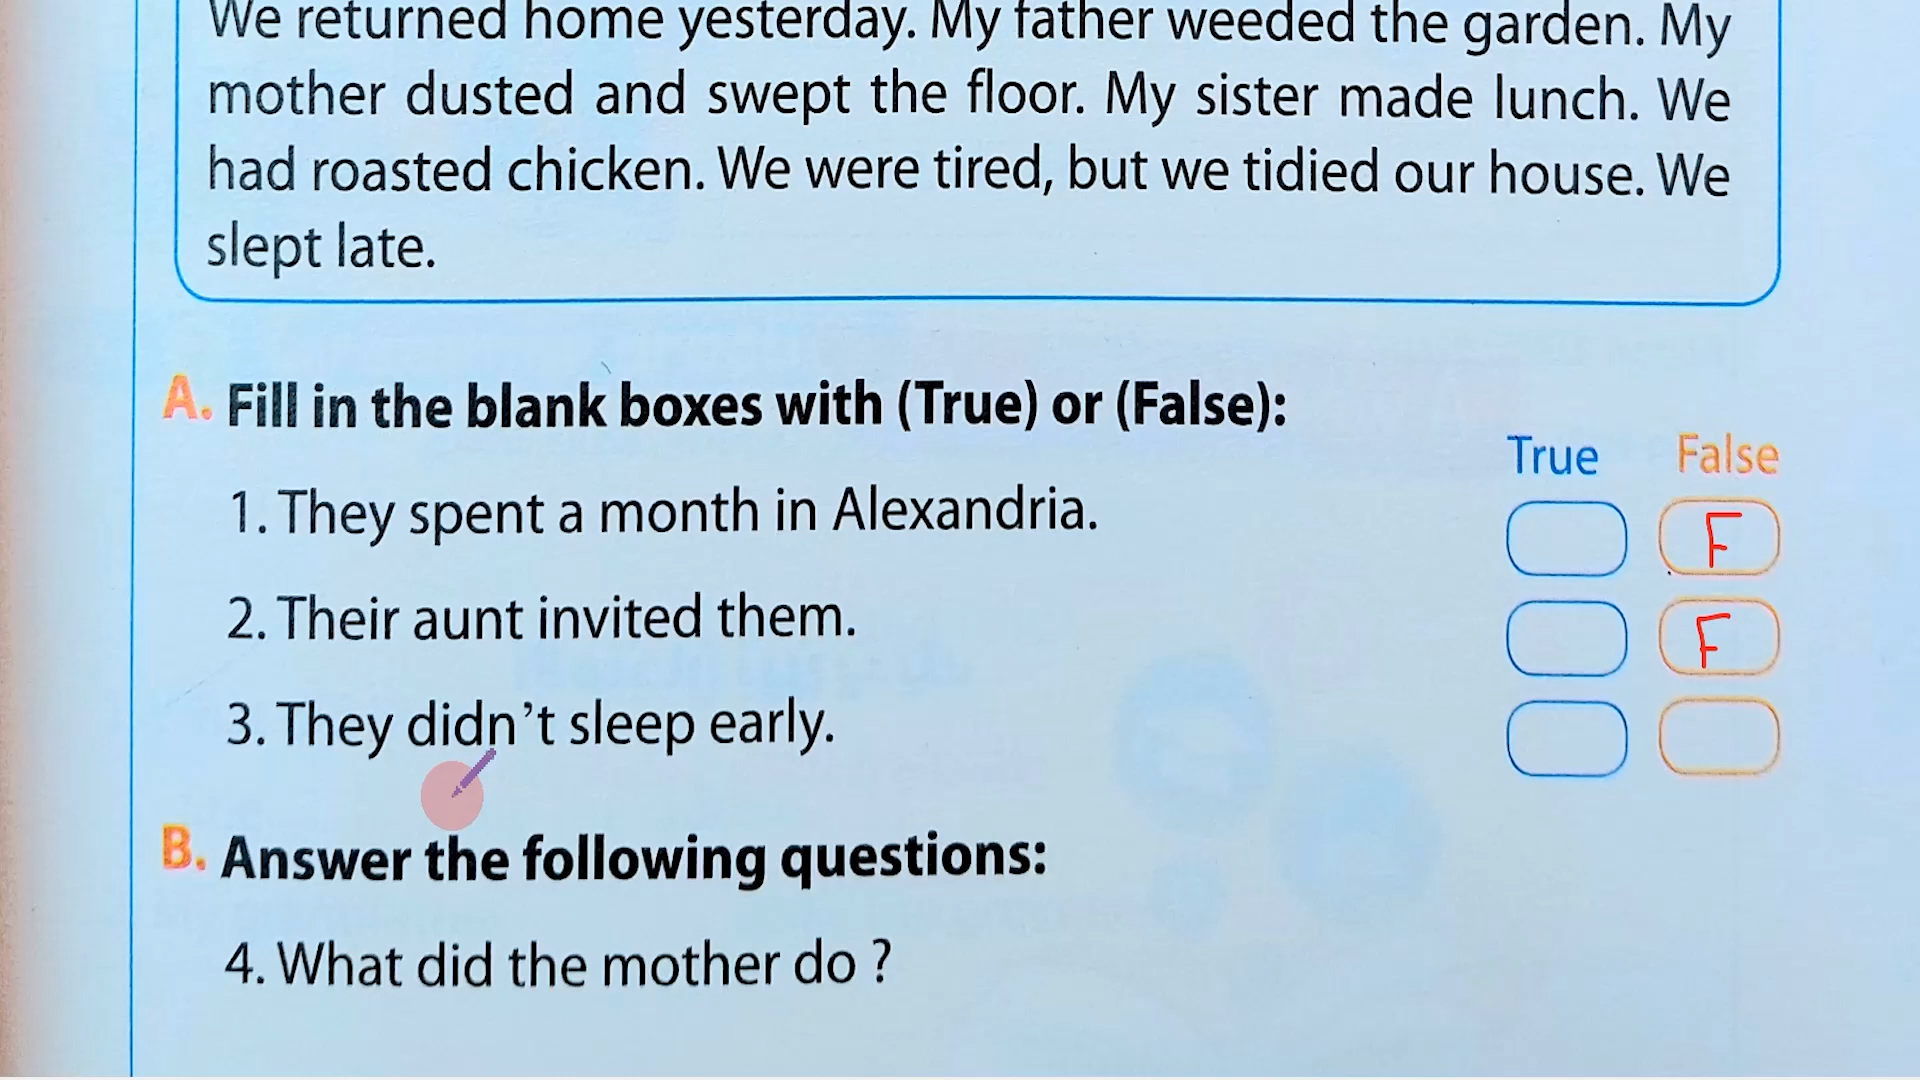 We returned home yesterday. My father weeded the garden. My
mother dusted and swept the floor. My sister made lunch. We
had roasted chicken. We were tired, but we tidied our house. We
slept late.
A. Fill in the blank boxes with (True) or (False):
True False
1. They spent a month in Alexandria.
F
2. Their aunt invited them.
F
3. They didn't sleep early.
B. Answer the following questions:
4. What did the mother do ?